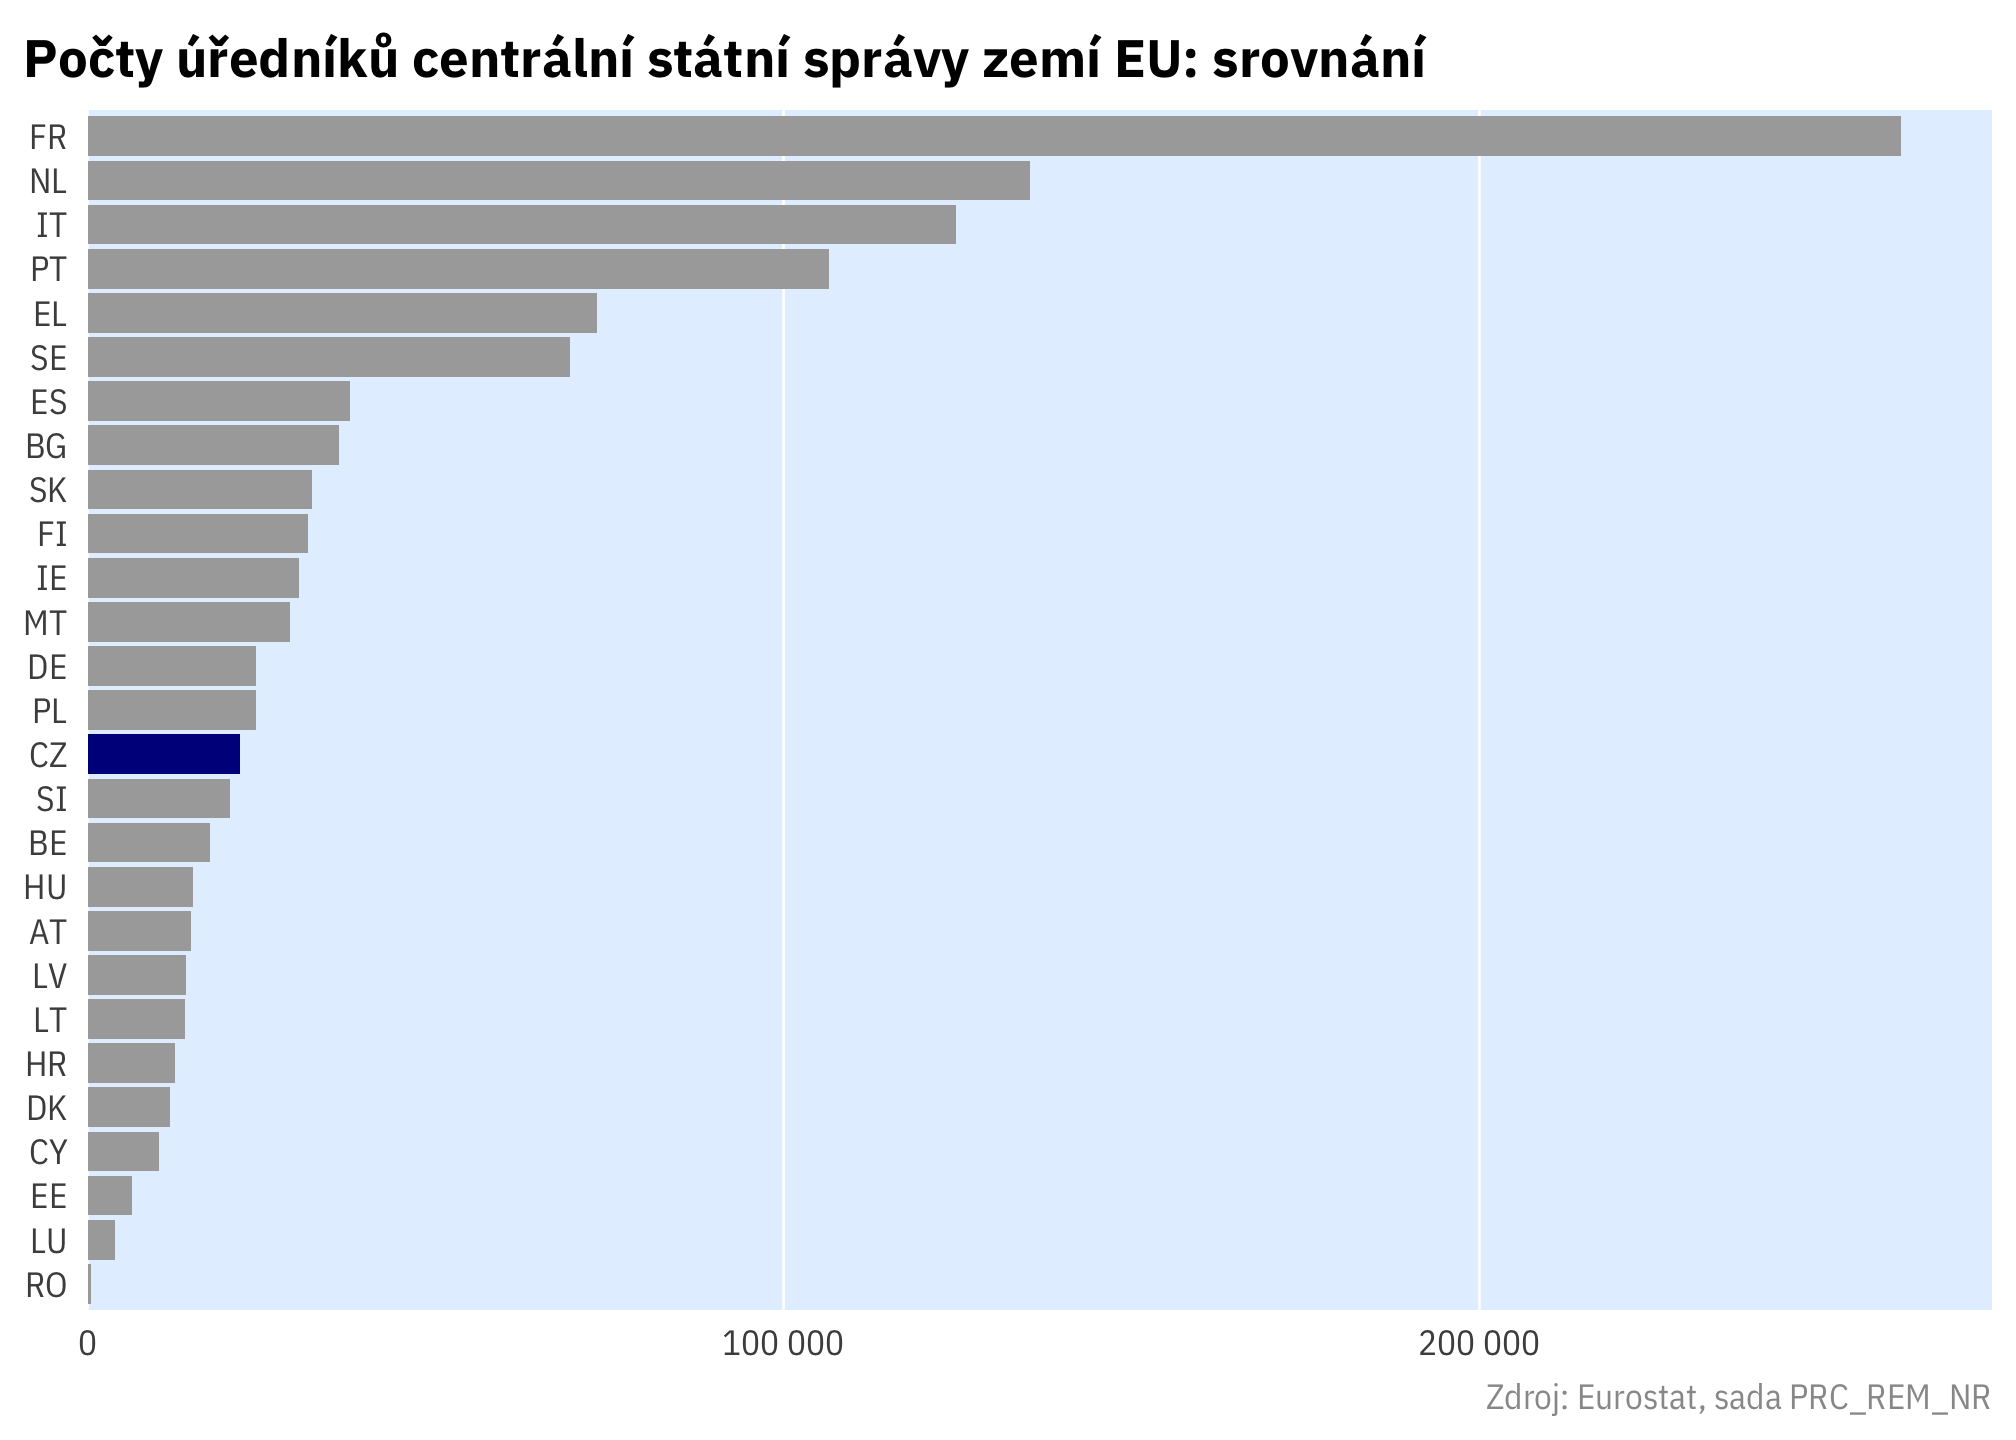 Počty úředníků centrální státní správy zemí EU: srovnání
FR
NL
IT
PT
EL
SE
ES
BG
SK
FI
IE
MT
DE
PL
CZ
SI
BE
HU
AT
LV
LT
HR
DK
CY
EE
LU
RO
0 100 000 200 000
Zdroj: Eurostat, sada PRC_REM_NR